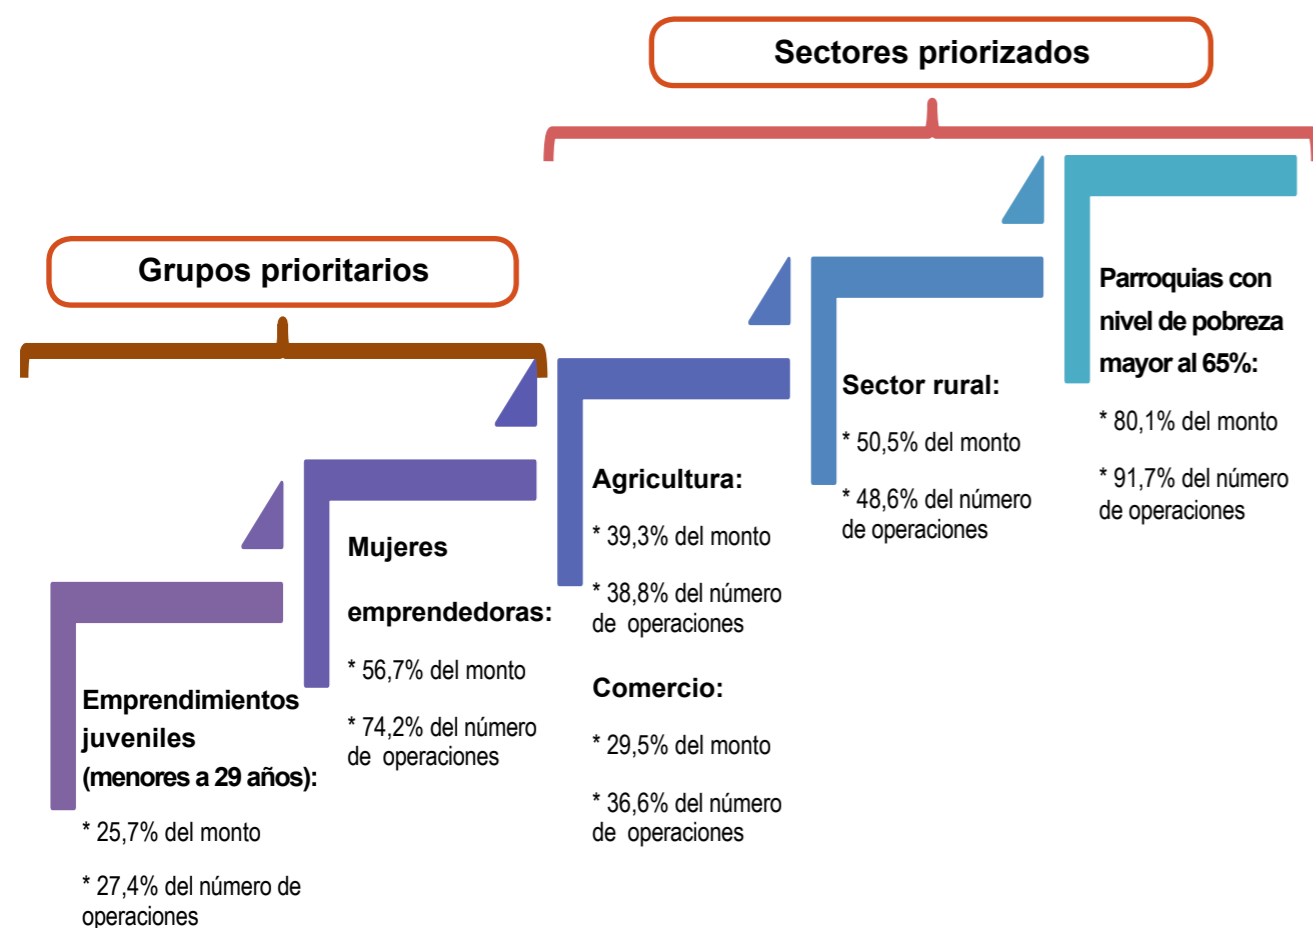 Sectores priorizados
Grupos prioritarios
Emprendimientos
juveniles
(menores a 29 años):
* 25,7% del monto
* 27,4% del número de
operaciones
Mujeres
emprendedoras:
* 56,7% del monto
* 74,2% del número
de operaciones
Agricultura:
* 39,3% del monto
* 38,8% del número
de operaciones
Comercio:
* 29,5% del monto
* 36,6% del número
de operaciones
Sector rural:
* 50,5% del monto
* 48,6% del número
de operaciones
Parroquias con
nivel de pobreza
mayor al 65%:
* 80,1% del monto
* 91,7% del número
de operaciones